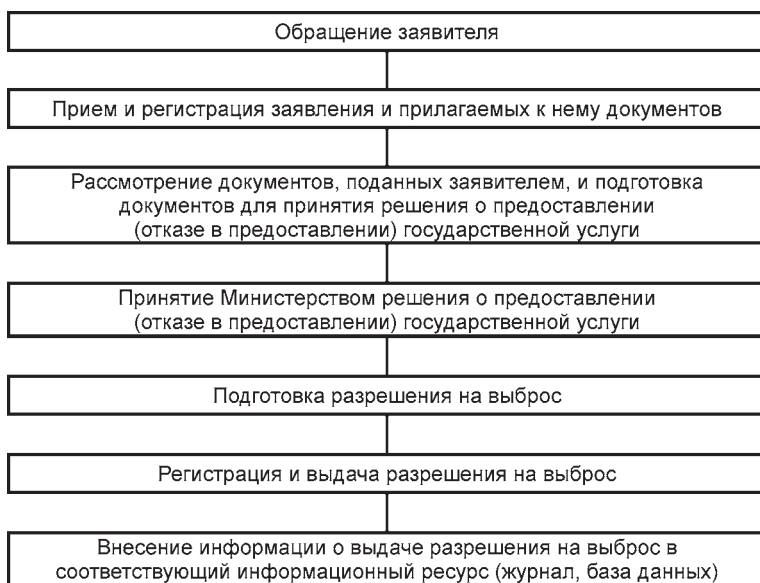 Обращение заявителя
Прием и регистрация заявления и прилагаемых к нему документов
Рассмотрение документов, поданных заявителем, и подготовка
документов для принятия решения о предоставлении
(отказе в предоставлении) государственной услуги
Принятие Министерством решения о предоставлении
(отказе в предоставлении) государственной услуги
Подготовка разрешения на выброс
Регистрация и выдача разрешения на выброс
Внесение информации о выдаче разрешения на выброс в
соответствующий информационный ресурс (журнал, база данных)